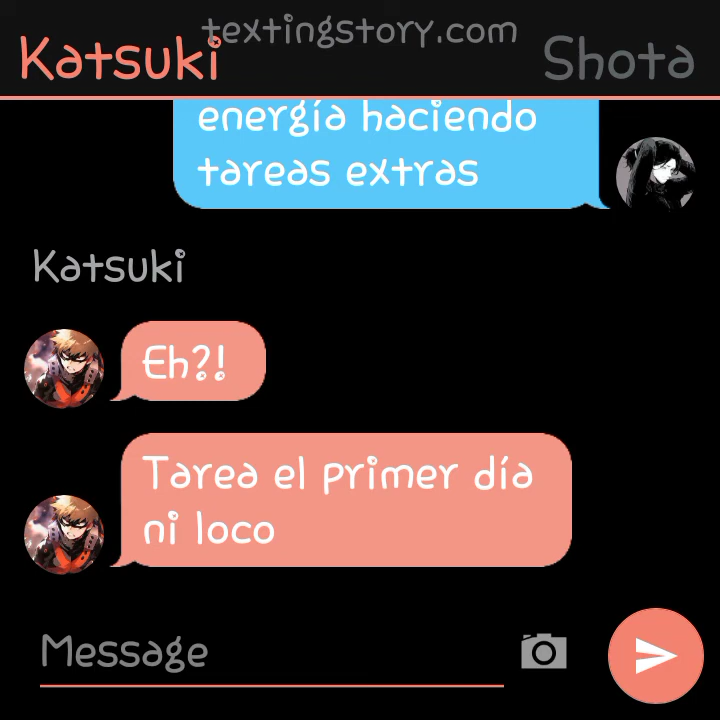 textingstory.com
Katsuki
Shota
energía haciendo
tareas extras
Katsuki
Eh?!
Tarea el primer día
ni loco
Message